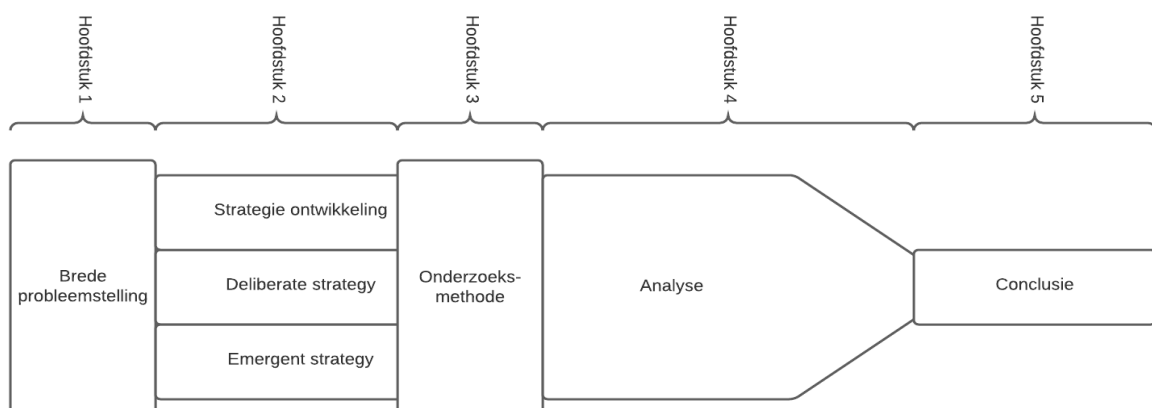 Hoofdstuk 1
Hoofdstuk 2
Hoofdstuk 3
Hoofdstuk 4
Hoofdstuk 5
Brede
probleemstelling
Strategie ontwikkeling
Deliberate strategy
Emergent strategy
Onderzoeks-
methode
Analyse
Conclusie